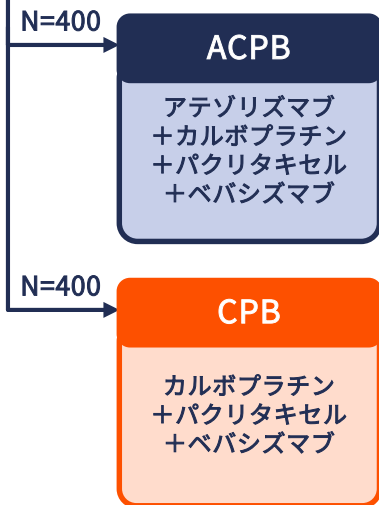 N=400
ACPB
アテゾリズマブ
＋カルボプラチン
＋パクリタキセル
＋ベバシズマブ
N=400
CPB
カルボプラチン
＋パクリタキセル
＋ベバシズマブ